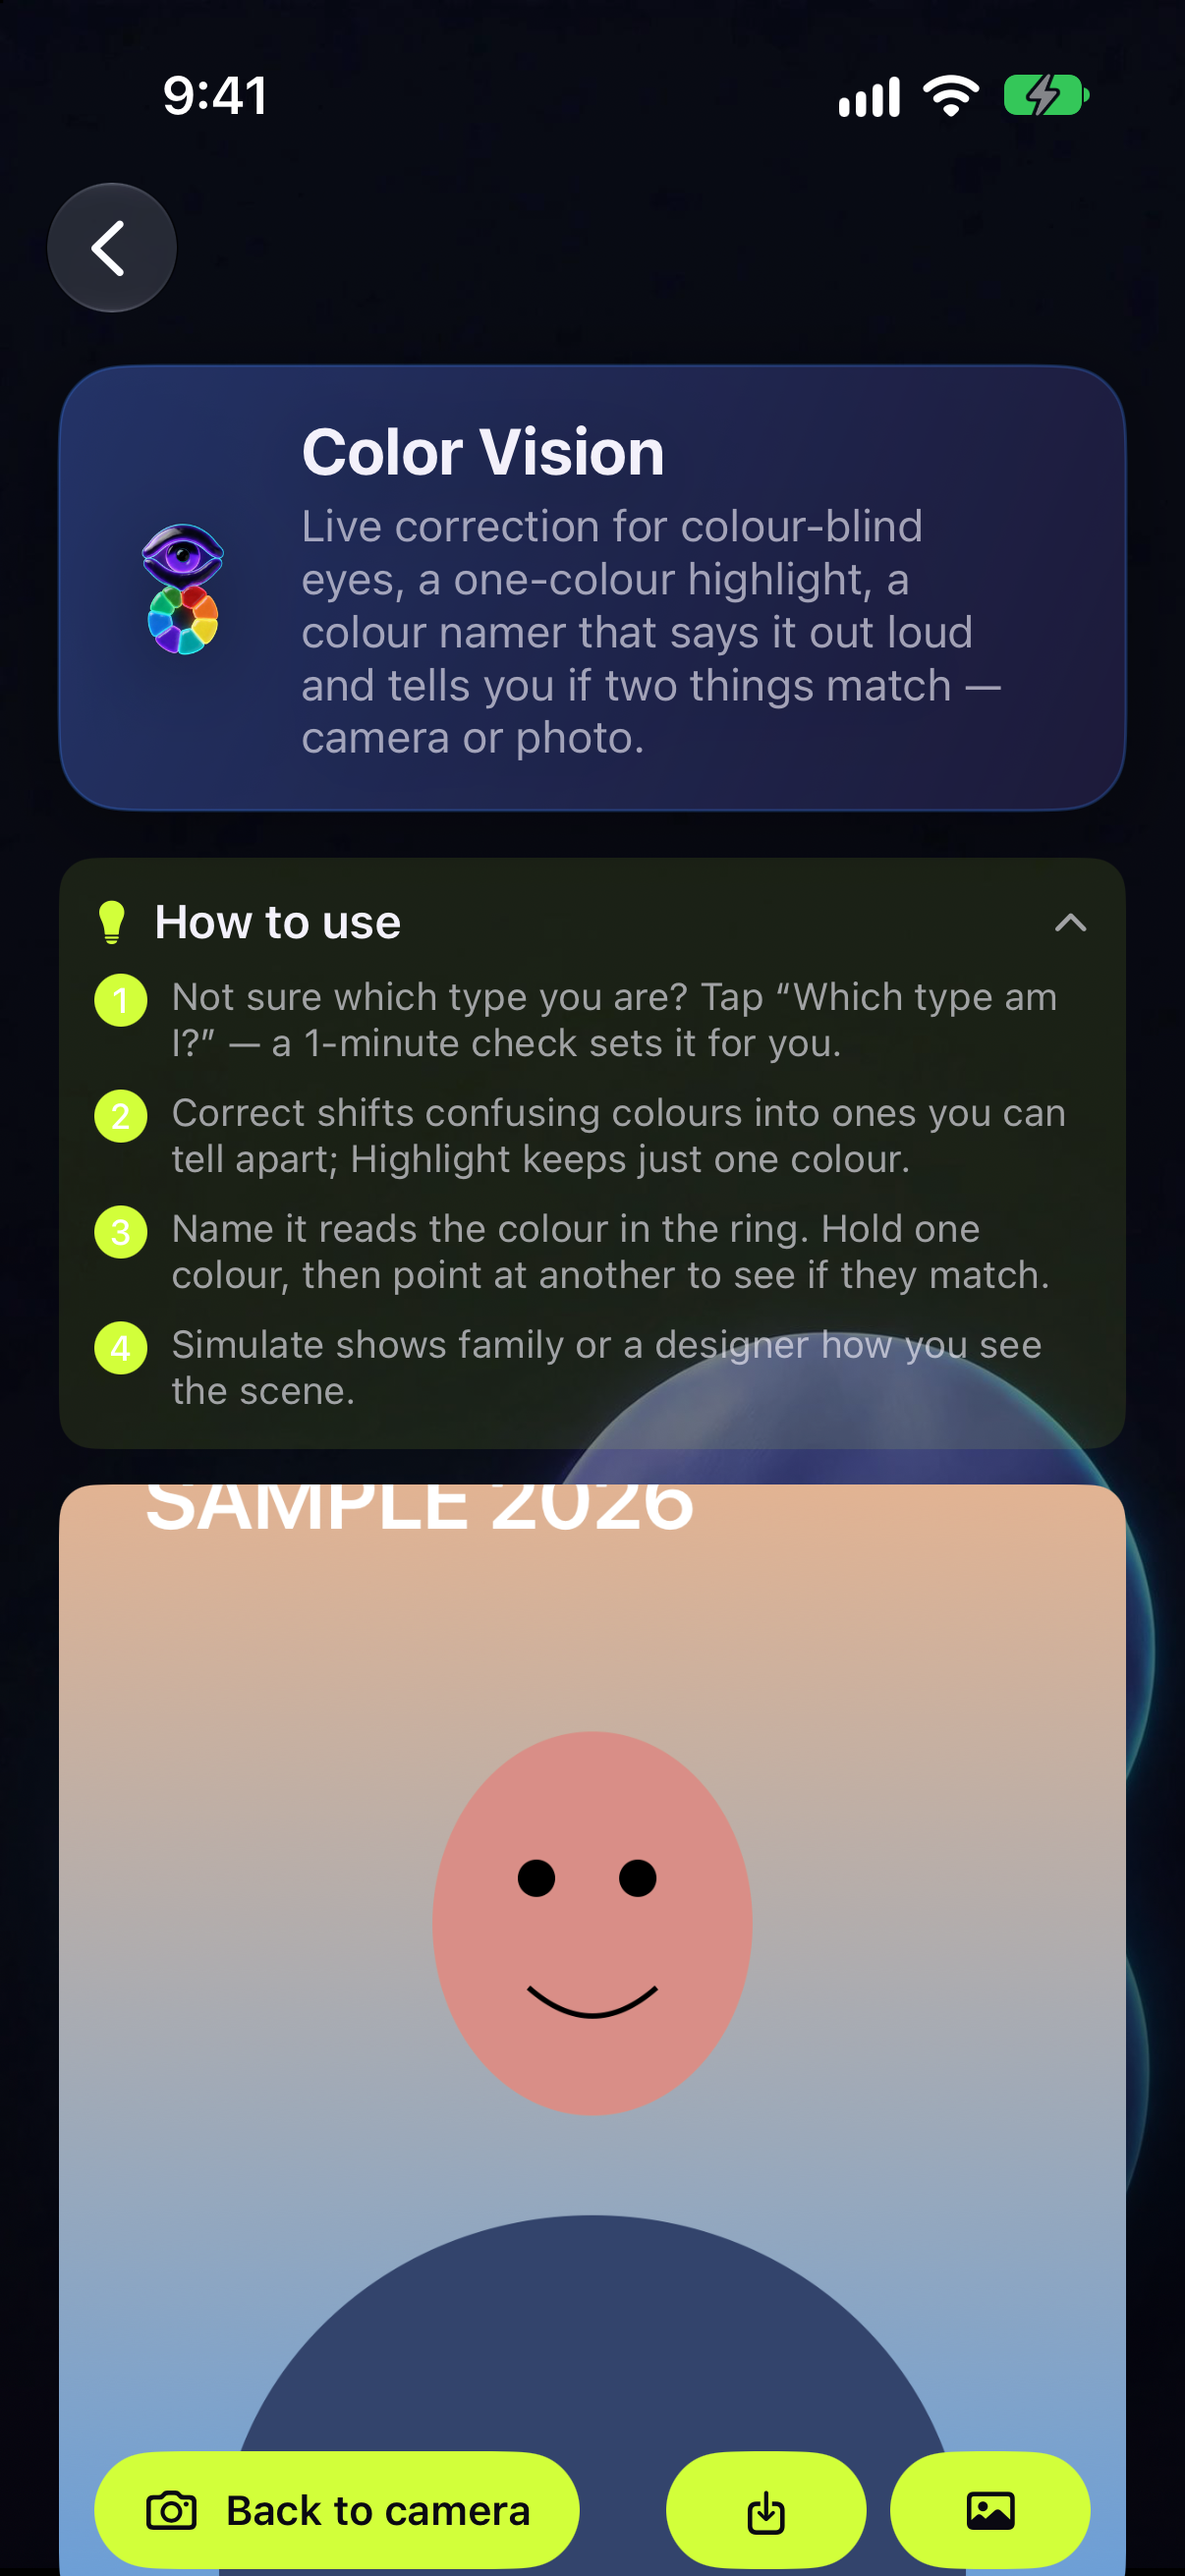 9:41
Color Vision
Live correction for colour-blind
eyes, a one-colour highlight, a
colour namer that says it out loud
and tells you if two things match —
camera or photo.
How to use
1 Not sure which type you are? Tap “Which type am
I?” — a 1-minute check sets it for you.
2 Correct shifts confusing colours into ones you can
tell apart; Highlight keeps just one colour.
3 Name it reads the colour in the ring. Hold one
colour, then point at another to see if they match.
4 Simulate shows family or a designer how you see
the scene.
SAMPLE 2026
Back to camera